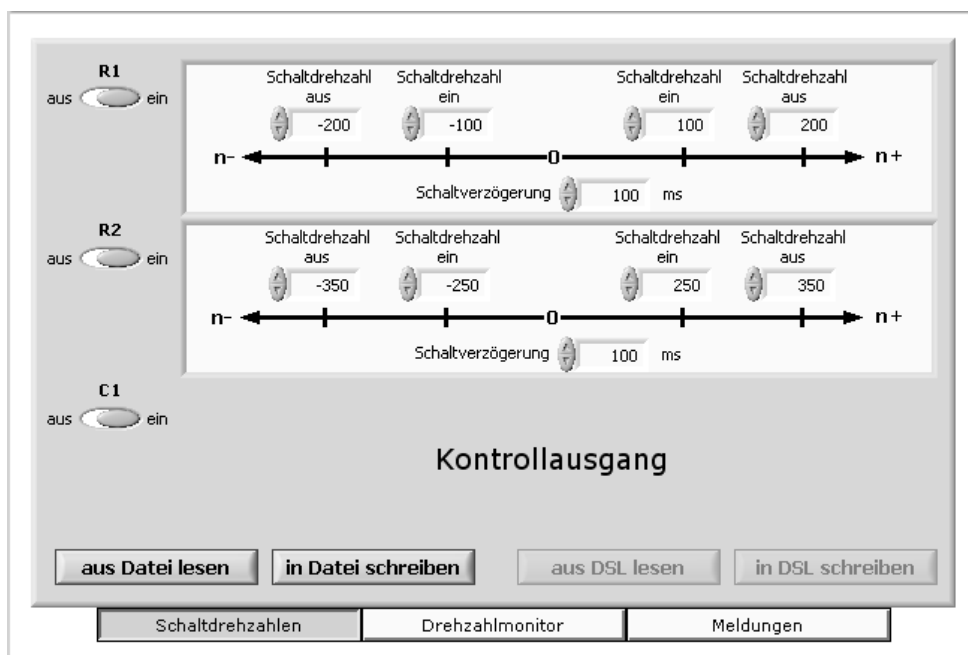 R1
aus ein
Schaltdrehzahl Schaltdrehzahl Schaltdrehzahl Schaltdrehzahl
aus ein ein aus
-200 -100 100 200
n- 0 n+
Schaltverzögerung 100 ms
R2
aus ein
Schaltdrehzahl Schaltdrehzahl Schaltdrehzahl Schaltdrehzahl
aus ein ein aus
-350 -250 250 350
n- 0 n+
Schaltverzögerung 100 ms
C1
aus ein
Kontrollausgang
aus Datei lesen in Datei schreiben aus DSL lesen in DSL schreiben
Schaltdrehzahlen Drehzahlmonitor Meldungen